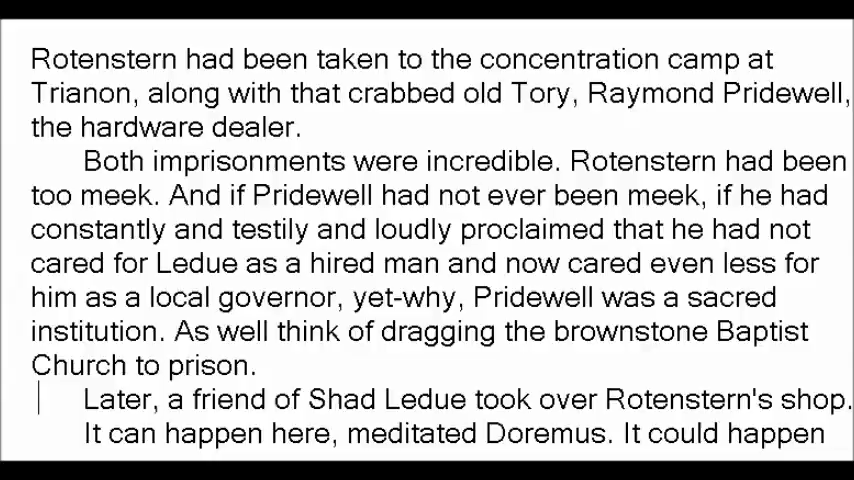 Rotenstern had been taken to the concentration camp at
Trianon, along with that crabbed old Tory, Raymond Pridewell,
the hardware dealer.
Both imprisonments were incredible. Rotenstern had been
too meek. And if Pridewell had not ever been meek, if he had
constantly and testily and loudly proclaimed that he had not
cared for Ledue as a hired man and now cared even less for
him as a local governor, yet-why, Pridewell was a sacred
institution. As well think of dragging the brownstone Baptist
Church to prison.
Later, a friend of Shad Ledue took over Rotenstern's shop.
It can happen here, meditated Doremus. It could happen